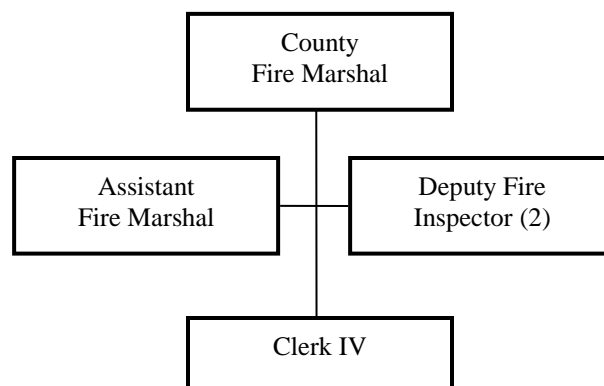 County
Fire Marshal
Assistant
Fire Marshal
Deputy Fire
Inspector (2)
Clerk IV